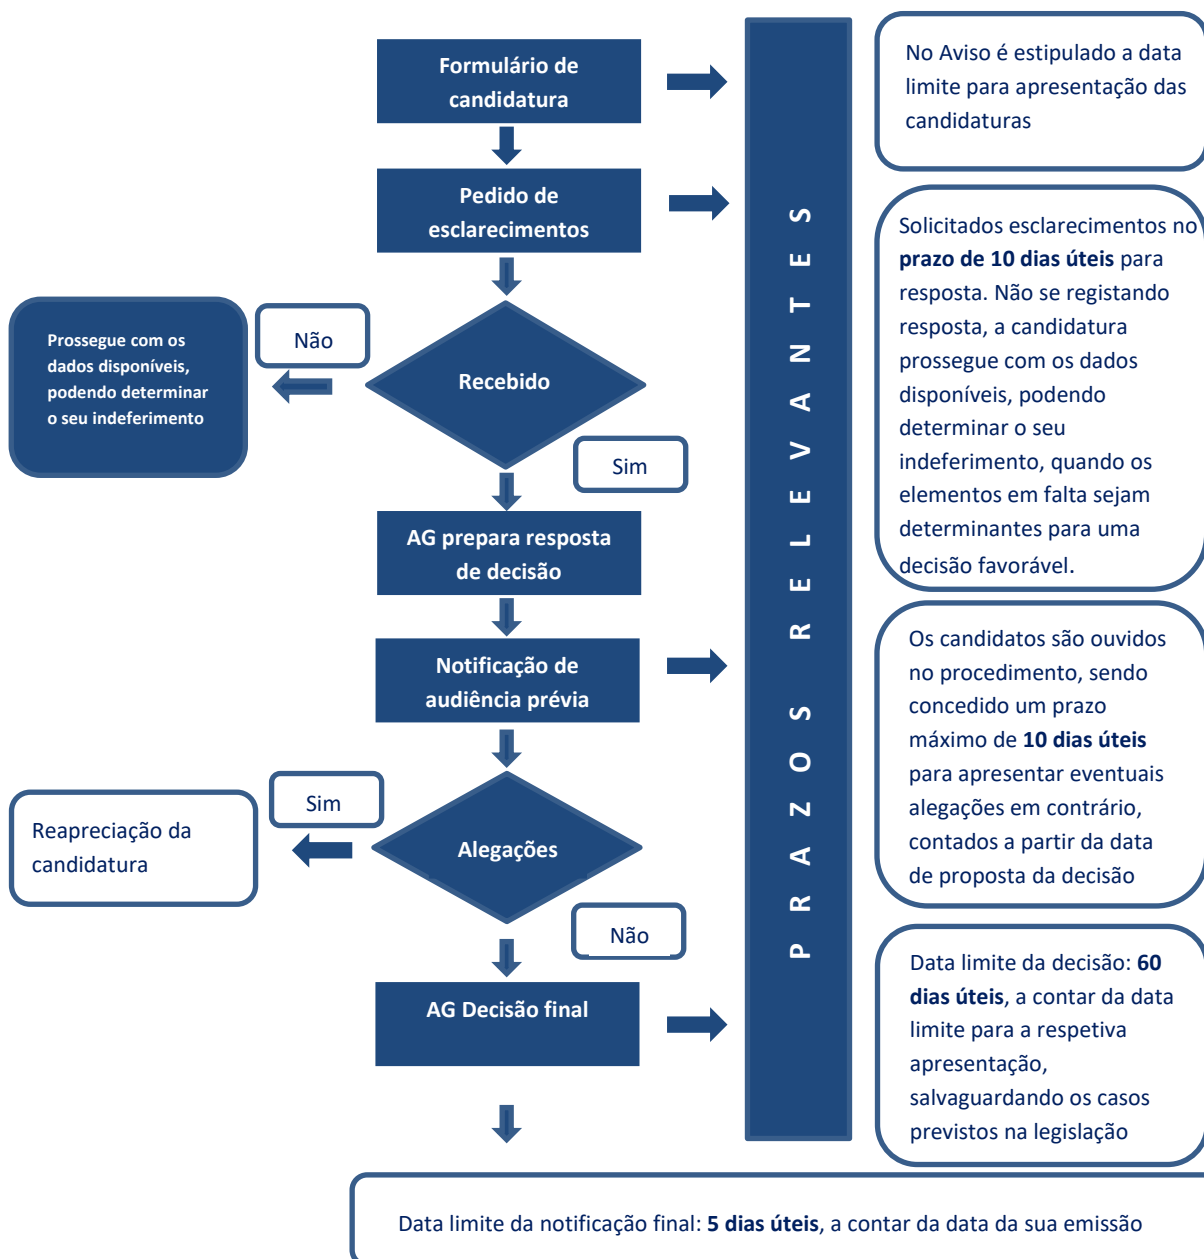 Formulário de
candidatura
No Aviso é estipulado a data
limite para apresentação das
candidaturas
Pedido de
esclarecimentos
Solicitados esclarecimentos no
prazo de 10 dias úteis para
resposta. Não se registando
resposta, a candidatura
prossegue com os dados
disponíveis, podendo
determinar o seu
indeferimento, quando os
elementos em falta sejam
determinantes para uma
decisão favorável.
Prossegue com os
dados disponíveis,
podendo determinar
o seu indeferimento
Não
Recebido
Sim
AG prepara resposta
de decisão
Notificação de
audiência prévia
Os candidatos são ouvidos
no procedimento, sendo
concedido um prazo
máximo de 10 dias úteis
para apresentar eventuais
alegações em contrário,
contados a partir da data
de proposta da decisão
Reapreciação da
candidatura
Sim
Alegações
Não
AG Decisão final
Data limite da decisão: 60
dias úteis, a contar da data
limite para a respetiva
apresentação,
salvaguardando os casos
previstos na legislação
PRAZOS RELEVANTES
Data limite da notificação final: 5 dias úteis, a contar da data da sua emissão